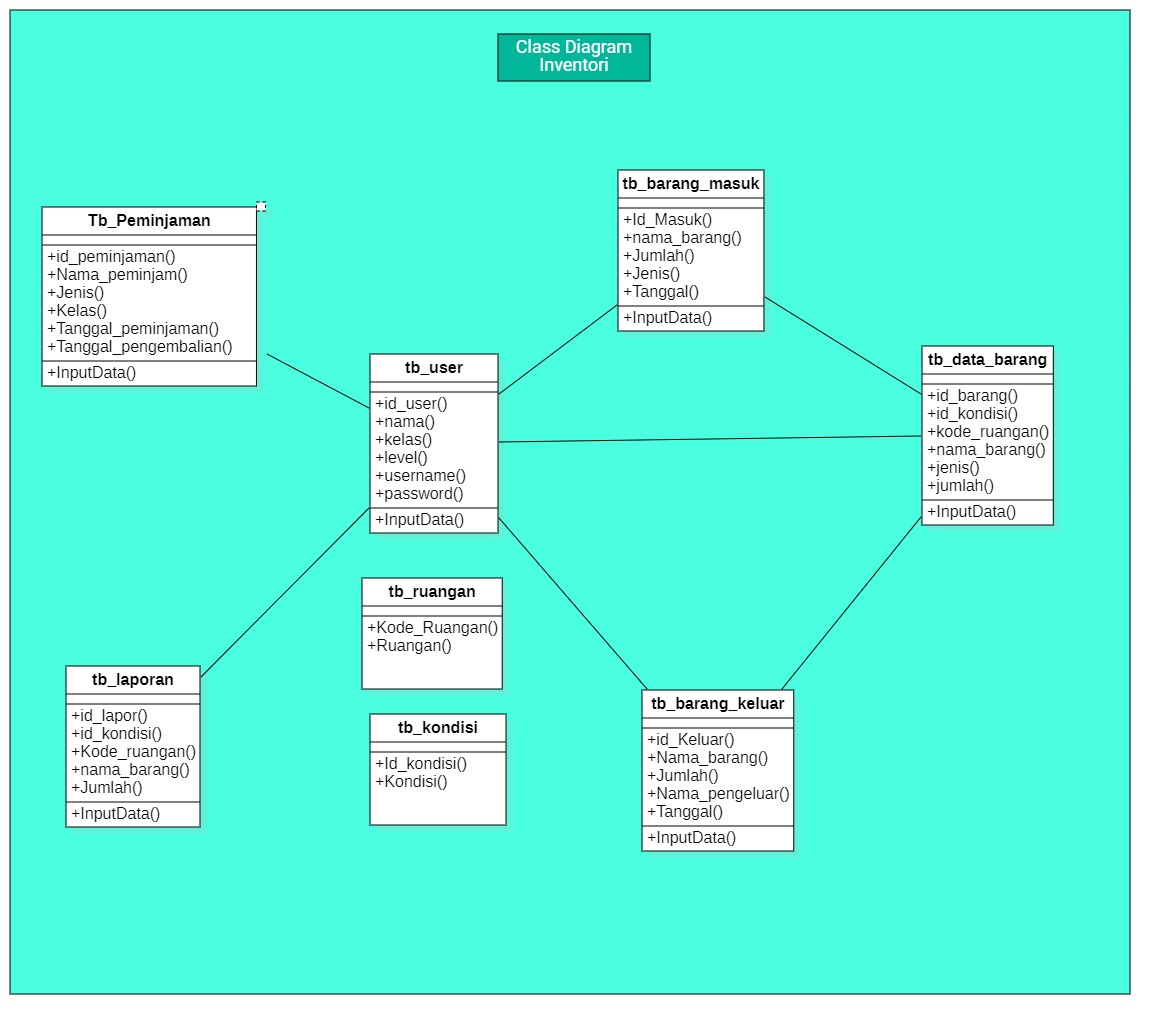 Class Diagram
Inventori
tb_barang_masuk
+Id_Masuk()
+nama_barang()
+Jumlah()
+Jenis()
+Tanggal()
+InputData()
Tb_Peminjaman
+id_peminjaman()
+Nama_peminjam()
+Jenis()
+Kelas()
+Tanggal_peminjaman()
+Tanggal_pengembalian()
+InputData()
tb_user
+id_user()
+nama()
+kelas()
+level()
+username()
+password()
+InputData()
tb_data_barang
+id_barang()
+id_kondisi()
+kode_ruangan()
+nama_barang()
+jenis()
+jumlah()
+InputData()
tb_ruangan
+Kode_Ruangan()
+Ruangan()
tb_laporan
+id_lapor()
+id_kondisi()
+Kode_ruangan()
+nama_barang()
+Jumlah()
+InputData()
tb_kondisi
+Id_kondisi()
+Kondisi()
tb_barang_keluar
+id_Keluar()
+Nama_barang()
+Jumlah()
+Nama_pengeluar()
+Tanggal()
+InputData()